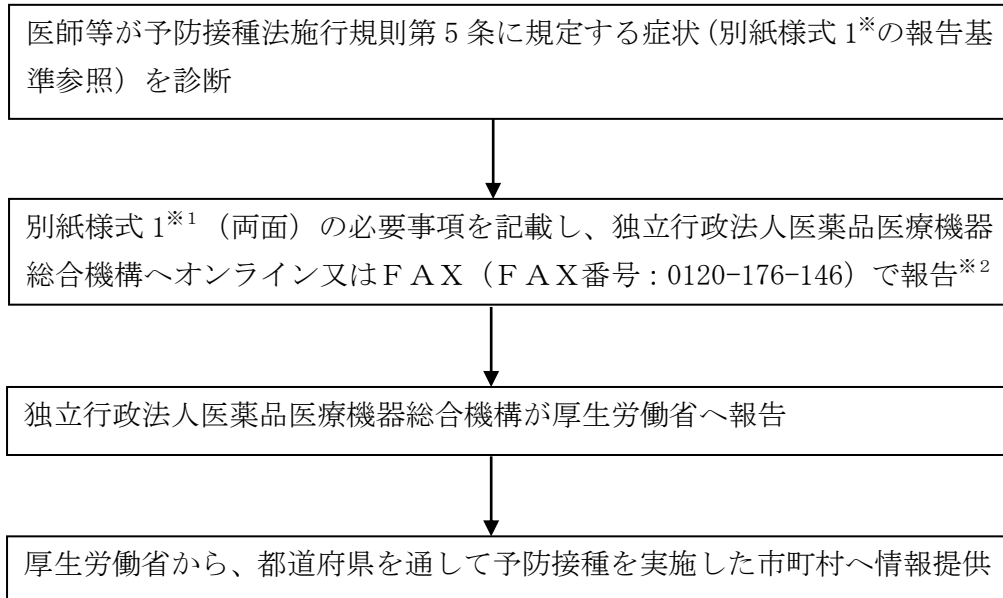 医師等が予防接種法施行規則第5条に規定する症状(別紙様式1※の報告基
準参照)を診断
別紙様式1※1(両面)の必要事項を記載し、独立行政法人医薬品医療機器
総合機構へオンライン又はFAX(FAX番号:0120-176-146)で報告※2
独立行政法人医薬品医療機器総合機構が厚生労働省へ報告
厚生労働省から、都道府県を通して予防接種を実施した市町村へ情報提供